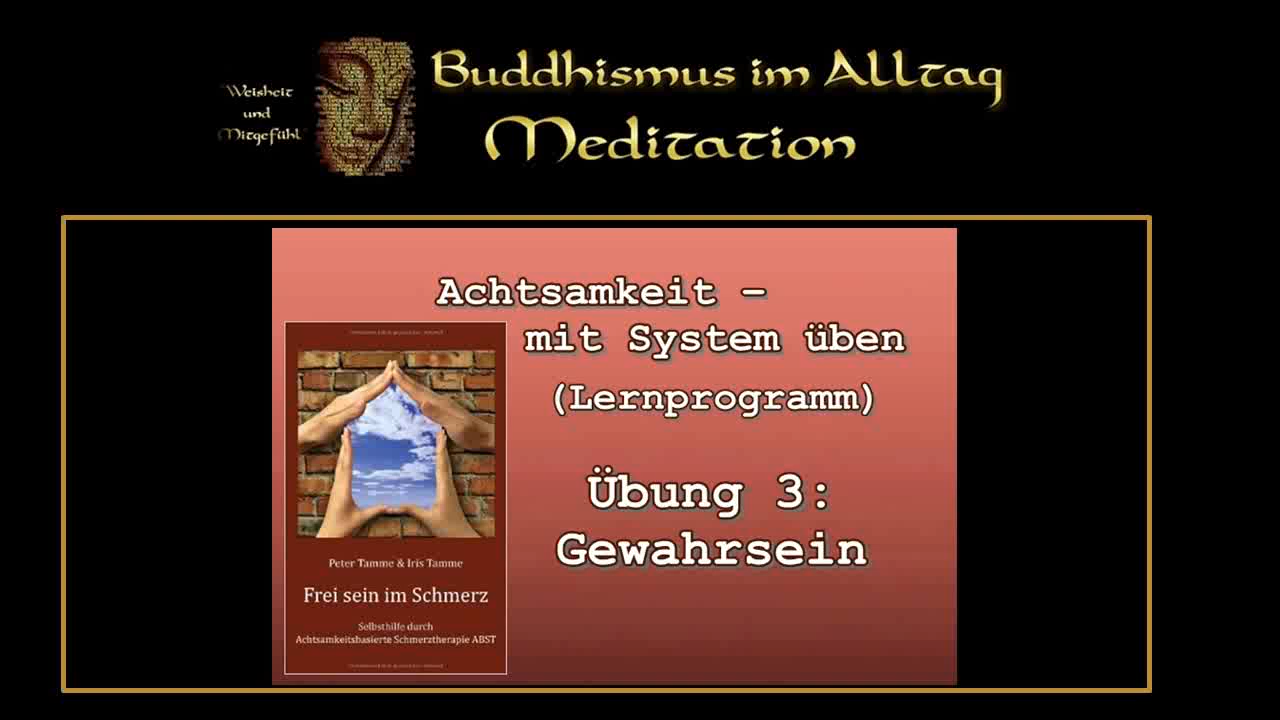 Weisheit
und
Mitgefühl
Buddhismus im Alltag
Meditation
Achtsamkeit –
mit System üben
(Lernprogramm)
Übung 3:
Gewahrsein
Peter Tamme & Iris Tamme
Frei sein im Schmerz
Selbsthilfe durch
Achtsamkeitsbasierte Schmerztherapie ABST